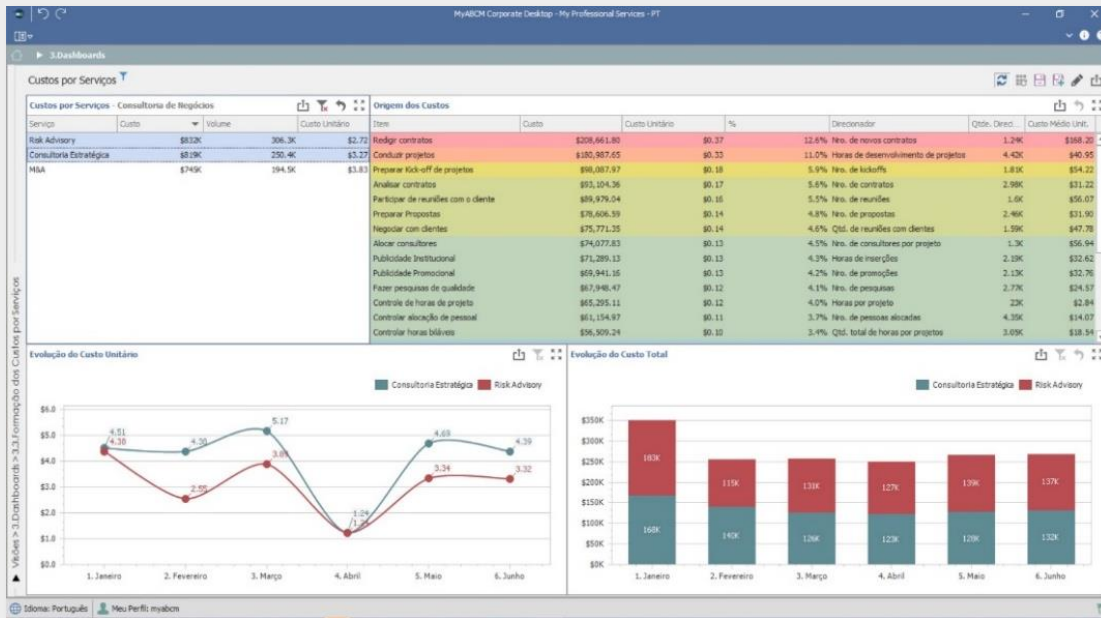 MyABCM Corporate Desktop - My Professional Services - PT
3.Dashboards
Custos por Serviços
Custos por Serviços - Consultoria de Negócios
Serviço Custo Volume Custo Unitário
Risk Advisory $832K 306.3K $2.72
Consultoria Estratégica $819K 250.4K $3.27
M&A $745K 194.5K $3.83
Origem dos Custos
Item Custo Custo Unitário % Direcionador Qtde. Direci... Custo Médio Unit.
Redigir contratos $208,661.80 $0.37 12.6% Nro. de novos contratos 1.24K $168.20
Conduzir projetos $180,987.65 $0.33 11.0% Horas de desenvolvimento de projetos 4.42K $40.95
Preparar Kick-off de projetos $98,087.97 $0.18 5.9% Nro. de kickoffs 1.81K $54.22
Analisar contratos $93,104.36 $0.17 5.6% Nro. de contratos 2.98K $31.22
Participar de reuniões com o cliente $89,979.04 $0.16 5.5% Nro. de reuniões 1.6K $56.07
Preparar Propostas $78,606.59 $0.14 4.8% Nro. de propostas 2.46K $31.90
Negociar com clientes $75,771.35 $0.14 4.6% Qtd. de reuniões com clientes 1.59K $47.78
Alocar consultores $74,077.83 $0.13 4.5% Nro. de consultores por projeto 1.3K $56.94
Publicidade Institucional $71,289.13 $0.13 4.3% Horas de inserções 2.19K $32.62
Publicidade Promocional $69,941.16 $0.13 4.2% Nro. de promoções 2.13K $32.76
Fazer pesquisas de qualidade $67,948.47 $0.12 4.1% Nro. de pesquisas 2.77K $24.57
Controle de horas de projeto $65,295.11 $0.12 4.0% Horas por projeto 23K $2.84
Controlar alocação de pessoal $61,154.97 $0.11 3.7% Nro. de pessoas alocadas 4.35K $14.07
Controlar horas biláveis $56,509.24 $0.10 3.4% Qtd. total de horas por projetos 3.05K $18.54
Visões > 3.Dashboards > 3.3.Formação dos Custos por Serviços
Evolução do Custo Unitário
Consultoria Estratégica Risk Advisory
$6.0
$5.0
$4.0
$3.0
$2.0
$1.0
$0.0
4.51 4.36 5.17 1.24 4.69 4.39
4.38 2.55 3.34 3.32
1. Janeiro 2. Fevereiro 3. Março 4. Abril 5. Maio 6. Junho
Evolução do Custo Total
Consultoria Estratégica Risk Advisory
$350K
$300K
$250K
$200K
$150K
$100K
$50K
$0K
183K 115K 131K 127K 139K 137K
168K 140K 126K 123K 128K 132K
1. Janeiro 2. Fevereiro 3. Março 4. Abril 5. Maio 6. Junho
Idioma: Português Meu Perfil: myabcm